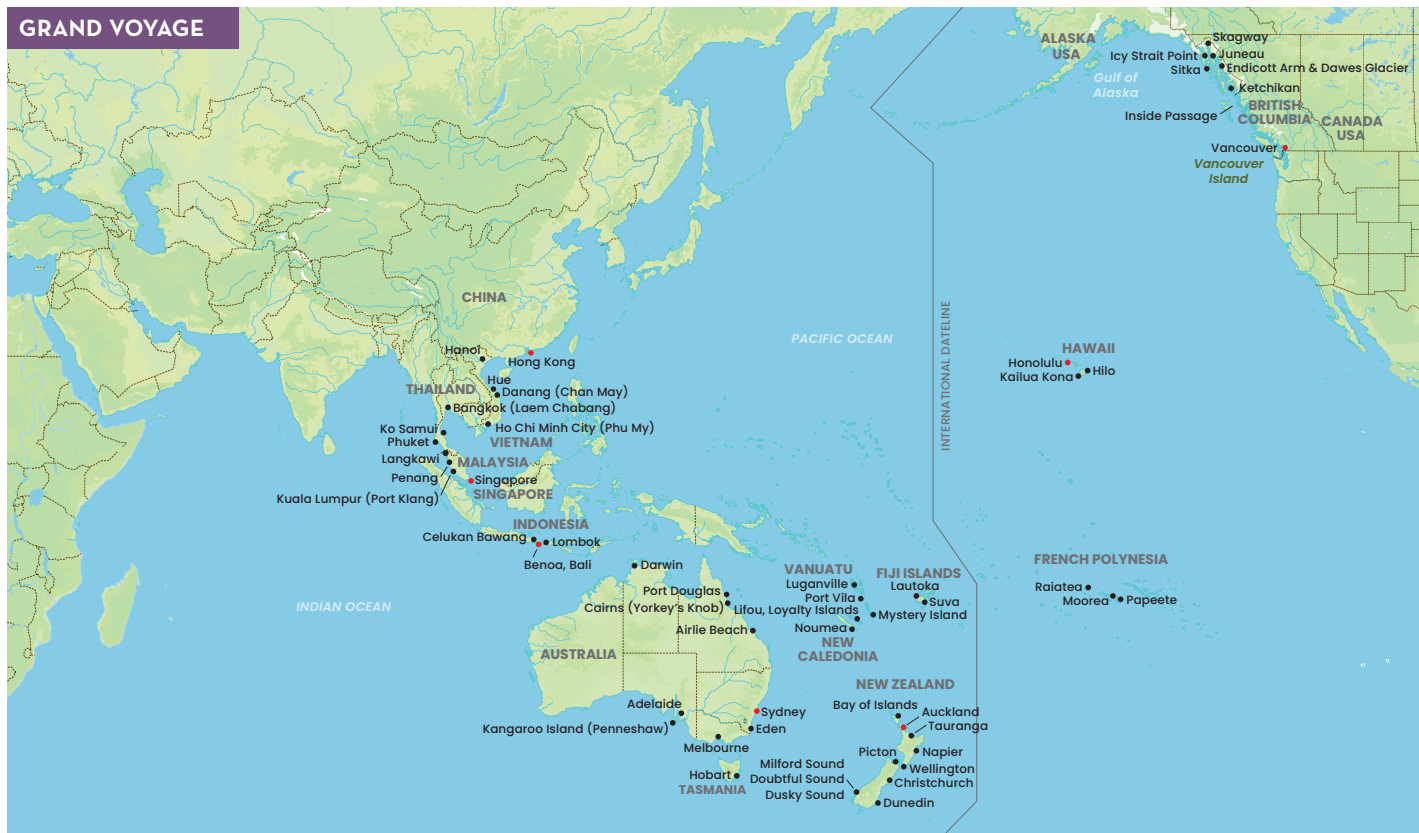 GRAND VOYAGE
ALASKA
USA
Gulf of
Alaska
Skagway
Icy Strait Point
Juneau
Sitka
Endicott Arm & Dawes Glacier
Ketchikan
Inside Passage
BRITISH
COLUMBIA
CANADA
USA
Vancouver
Vancouver
Island
CHINA
PACIFIC OCEAN
INTERNATIONAL DATELINE
HAWAII
Honolulu
Hilo
Kailua Kona
Hanoi
Hong Kong
Hue
THAILAND
Danang (Chan May)
Bangkok (Laem Chabang)
Ko Samui
Ho Chi Minh City (Phu My)
Phuket
VIETNAM
Langkawi
MALAYSIA
Penang
Singapore
SINGAPORE
Kuala Lumpur (Port Klang)
INDONESIA
Celukan Bawang
Lombok
Benoa, Bali
INDIAN OCEAN
Darwin
Port Douglas
Cairns (Yorkey's Knob)
Airlie Beach
AUSTRALIA
VANUATU
Luganville
Port Vila
Lifou, Loyalty Islands
Mystery Island
Noumea
NEW
CALEDONIA
FIJI ISLANDS
Lautoka
Suva
FRENCH POLYNESIA
Raiatea
Moorea
Papeete
Adelaide
Kangaroo Island (Penneshaw)
Sydney
Eden
Melbourne
Hobart
TASMANIA
NEW ZEALAND
Bay of Islands
Auckland
Tauranga
Picton
Napier
Wellington
Christchurch
Milford Sound
Doubtful Sound
Dusky Sound
Dunedin